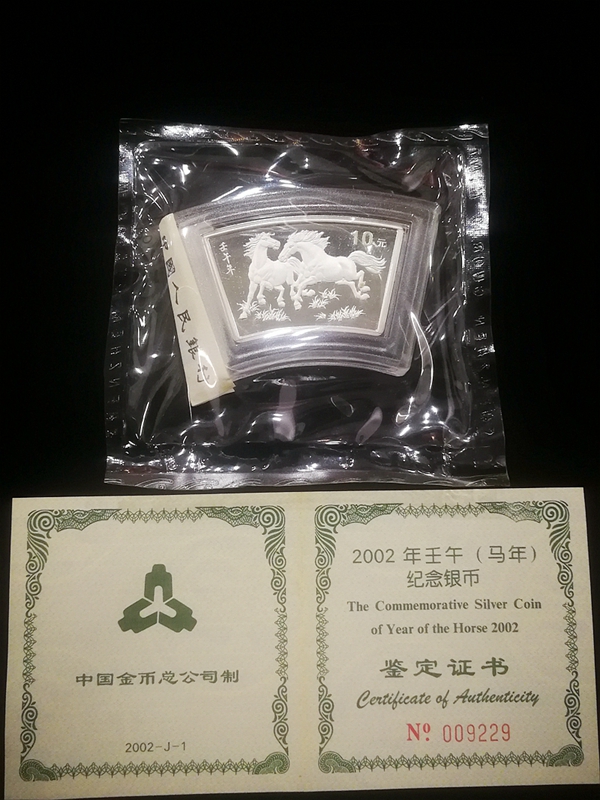 10元
壬午年
中国人民银行
中国金币总公司制
2002-J-1
2002 年壬午（马年）
纪念银币
The Commemorative Silver Coin
of Year of the Horse 2002
鉴定证书
Certificate of Authenticity
Nº 009229